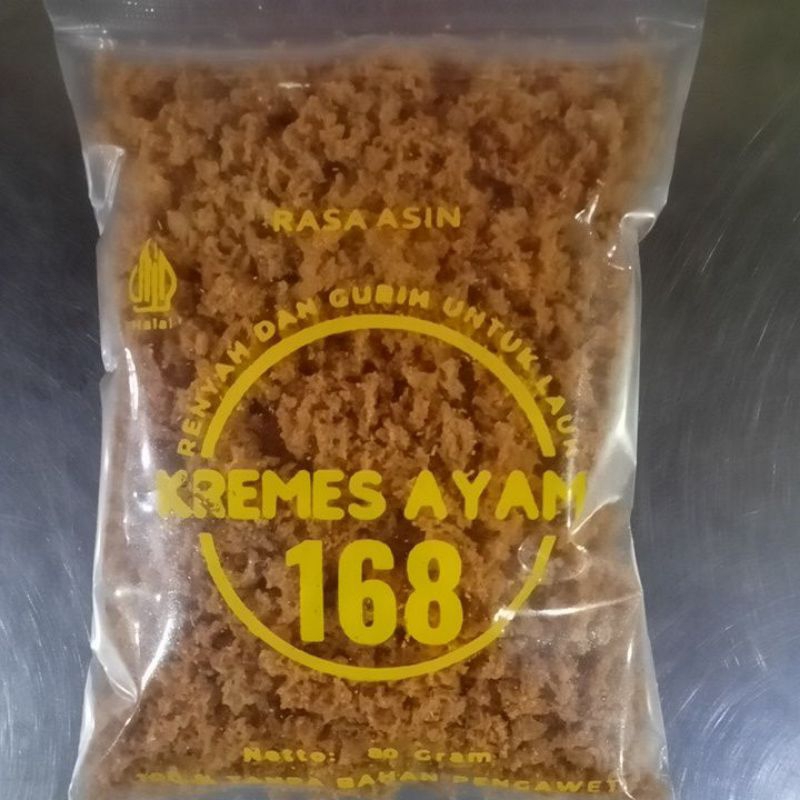 RASA ASIN
Halal
RENYAH DAN GURIH UNTUK LAUK
KREMES AYAM
168
Netto: 80 Gram
100% TANPA BAHAN PENGAWET